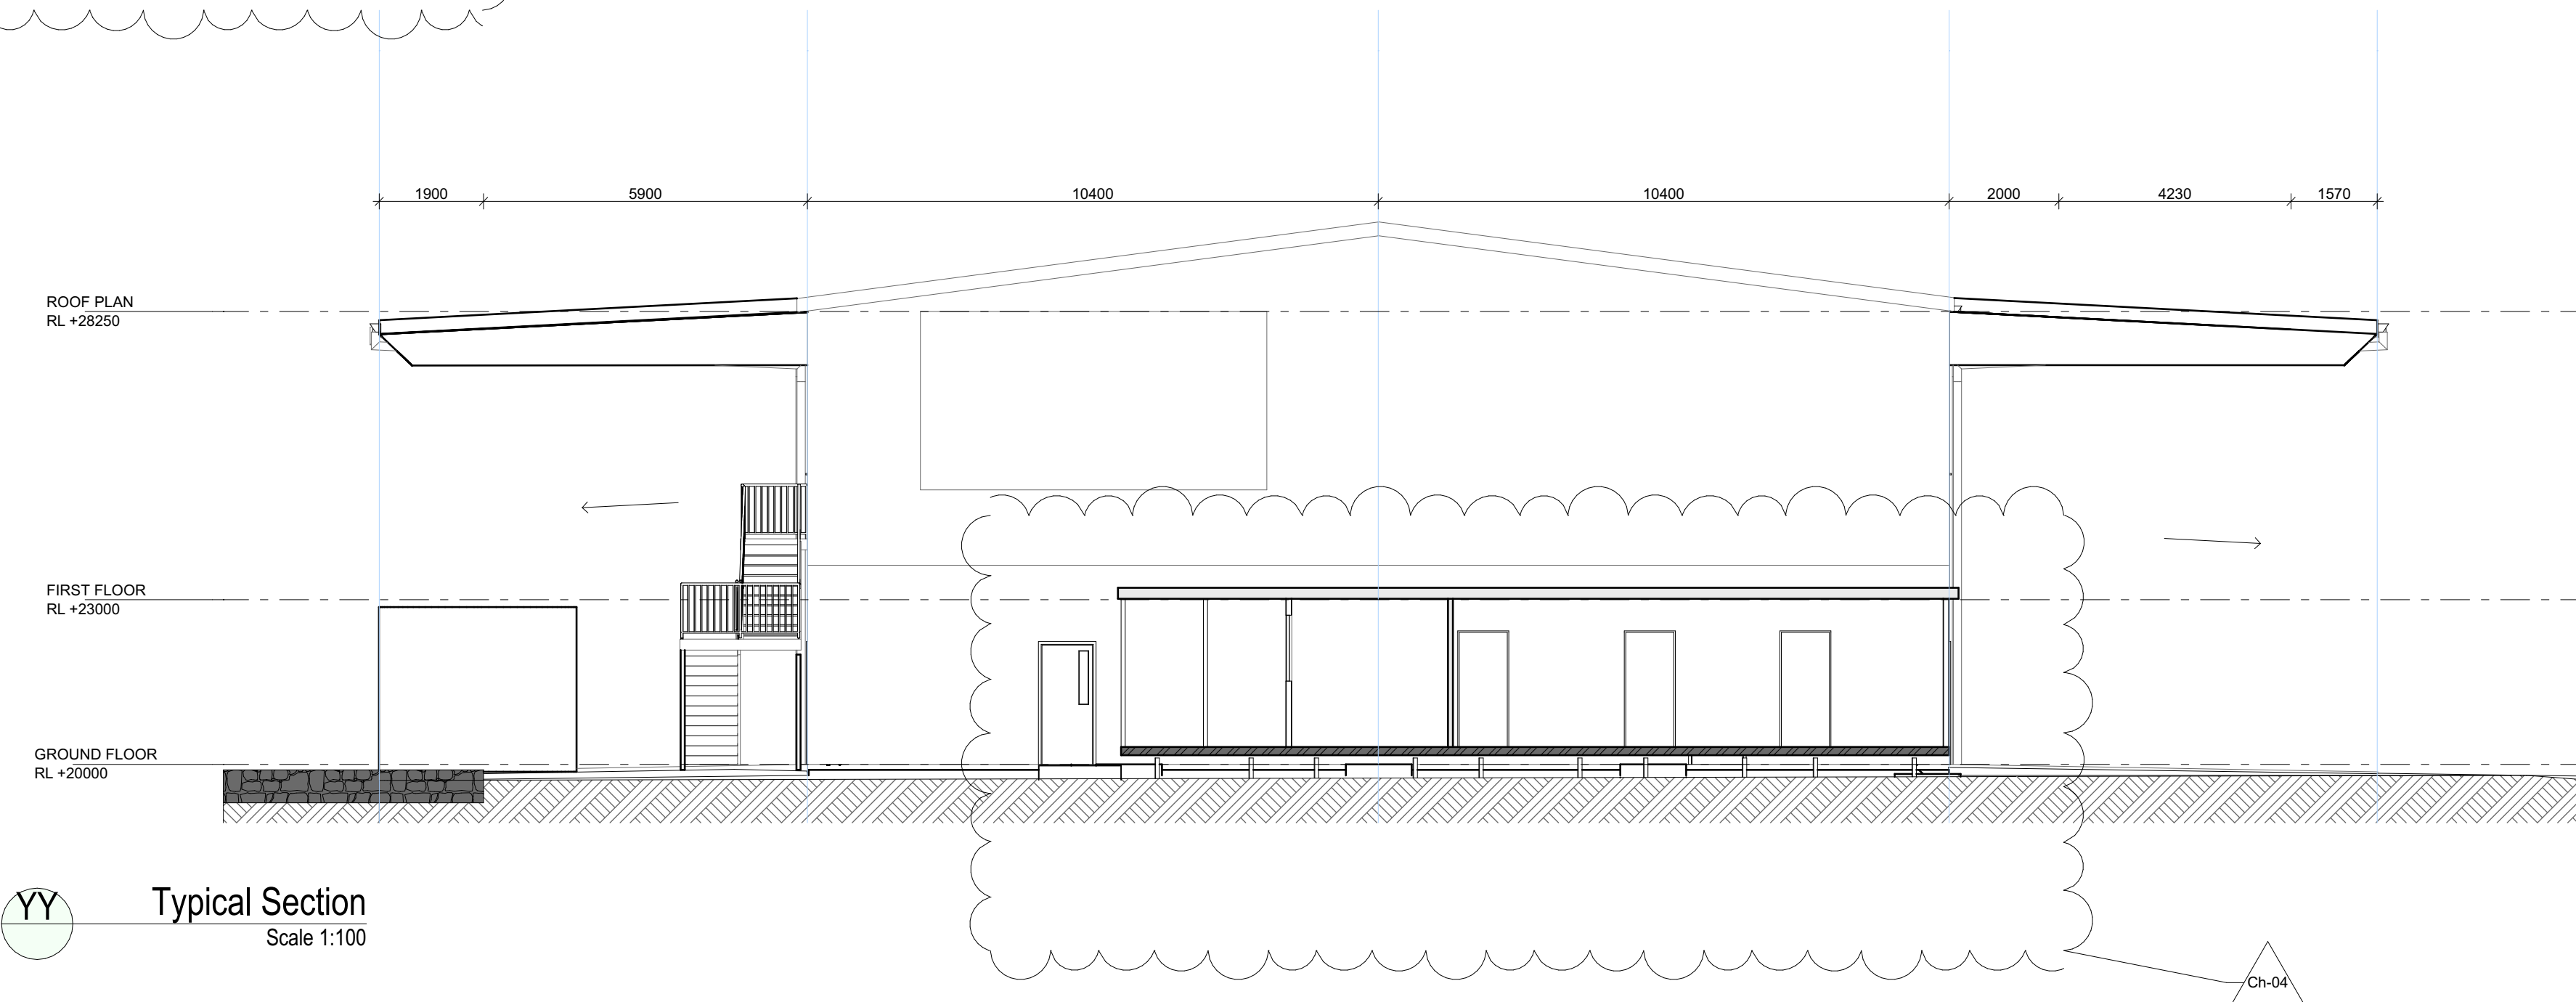 1900 5900 10400 10400 2000 4230 1570
ROOF PLAN
RL +28250
FIRST FLOOR
RL +23000
GROUND FLOOR
RL +20000
YY
Typical Section
Scale 1:100
Ch-04